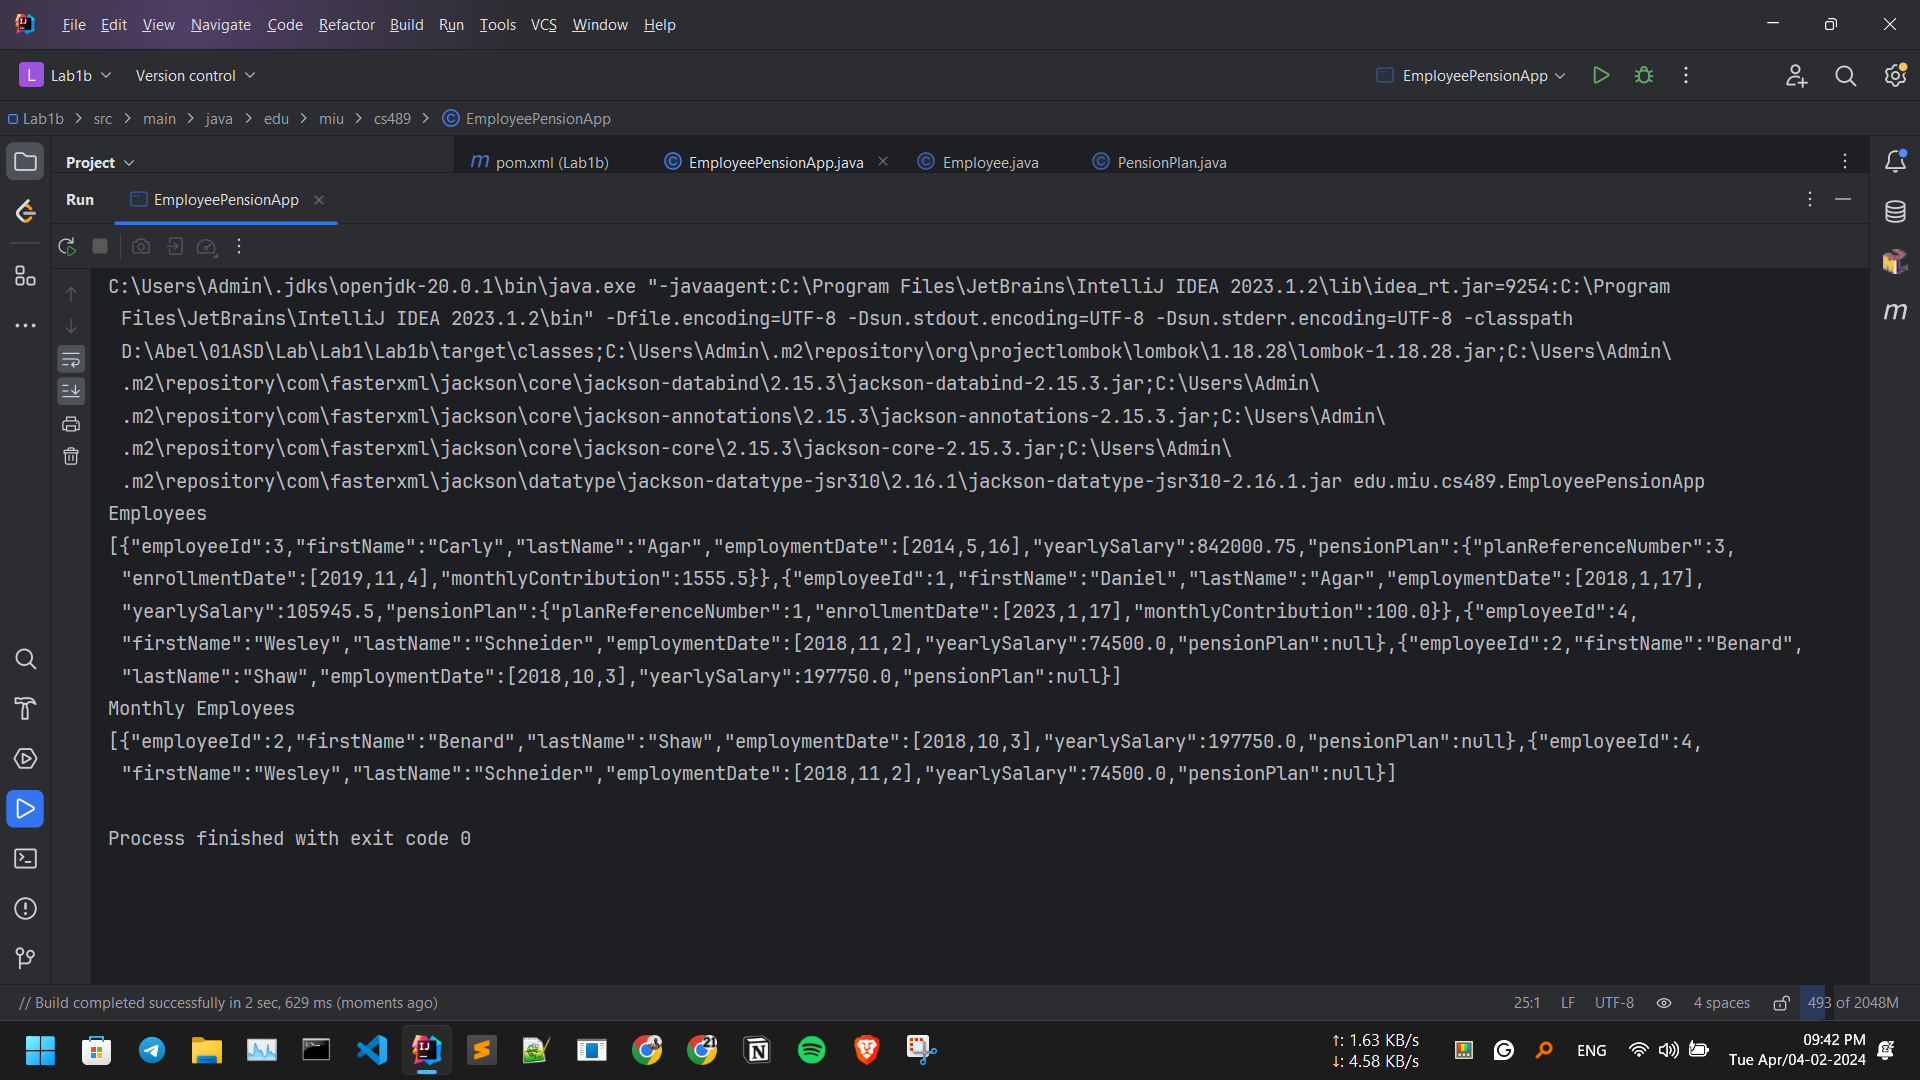 File Edit View Navigate Code Refactor Build Run Tools VCS Window Help
L Lab1b Version control EmployeePensionApp
Lab1b > src > main > java > edu > miu > cs489 > EmployeePensionApp
Project m pom.xml (Lab1b) EmployeePensionApp.java Employee.java PensionPlan.java
Run EmployeePensionApp
C:\Users\Admin\.jdks\openjdk-20.0.1\bin\java.exe "-javaagent:C:\Program Files\JetBrains\IntelliJ IDEA 2023.1.2\lib\idea_rt.jar=9254:C:\Program
Files\JetBrains\IntelliJ IDEA 2023.1.2\bin" -Dfile.encoding=UTF-8 -Dsun.stdout.encoding=UTF-8 -Dsun.stderr.encoding=UTF-8 -classpath
D:\Abel\01ASD\Lab\Lab1\Lab1b\target\classes;C:\Users\Admin\.m2\repository\org\projectlombok\lombok\1.18.28\lombok-1.18.28.jar;C:\Users\Admin\
.m2\repository\com\fasterxml\jackson\core\jackson-databind\2.15.3\jackson-databind-2.15.3.jar;C:\Users\Admin\
.m2\repository\com\fasterxml\jackson\core\jackson-annotations\2.15.3\jackson-annotations-2.15.3.jar;C:\Users\Admin\
.m2\repository\com\fasterxml\jackson\core\jackson-core\2.15.3\jackson-core-2.15.3.jar;C:\Users\Admin\
.m2\repository\com\fasterxml\jackson\datatype\jackson-datatype-jsr310\2.16.1\jackson-datatype-jsr310-2.16.1.jar edu.miu.cs489.EmployeePensionApp
Employees
[{"employeeId":3,"firstName":"Carly","lastName":"Agar","employmentDate":[2014,5,16],"yearlySalary":842000.75,"pensionPlan":{"planReferenceNumber":3,
"enrollmentDate":[2019,11,4],"monthlyContribution":1555.5}},{"employeeId":1,"firstName":"Daniel","lastName":"Agar","employmentDate":[2018,1,17],
"yearlySalary":105945.5,"pensionPlan":{"planReferenceNumber":1,"enrollmentDate":[2023,1,17],"monthlyContribution":100.0}},{"employeeId":4,
"firstName":"Wesley","lastName":"Schneider","employmentDate":[2018,11,2],"yearlySalary":74500.0,"pensionPlan":null},{"employeeId":2,"firstName":"Benard",
"lastName":"Shaw","employmentDate":[2018,10,3],"yearlySalary":197750.0,"pensionPlan":null}]
Monthly Employees
[{"employeeId":2,"firstName":"Benard","lastName":"Shaw","employmentDate":[2018,10,3],"yearlySalary":197750.0,"pensionPlan":null},{"employeeId":4,
"firstName":"Wesley","lastName":"Schneider","employmentDate":[2018,11,2],"yearlySalary":74500.0,"pensionPlan":null}]
Process finished with exit code 0
// Build completed successfully in 2 sec, 629 ms (moments ago) 25:1 LF UTF-8 4 spaces 493 of 2048M
↑: 1.63 KB/s
↓: 4.58 KB/s
ENG
09:42 PM
Tue Apr/04-02-2024